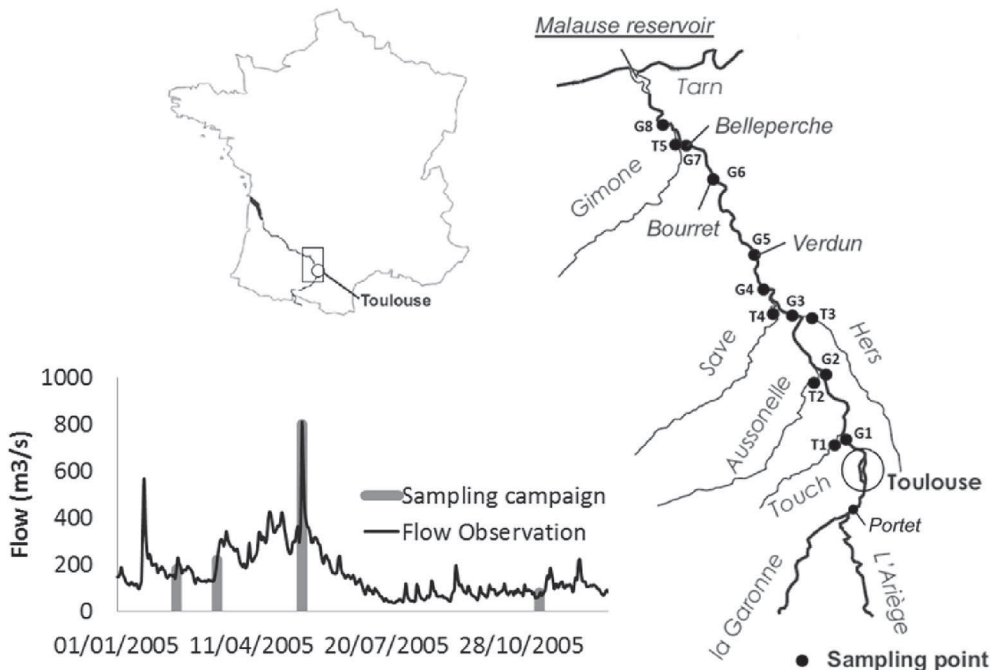 Malause reservoir
Tarn
G8
Belleperche
T5
G7
G6
Gimone
Bourret
G5
Verdun
Toulouse
G4
G3
T3
T4
Save
Hers
G2
T2
Aussonelle
G1
T1
Touch
Toulouse
Portet
la Garonne
L'Ariège
Sampling point
Flow (m3/s)
1000
800
600
400
200
0
Sampling campaign
Flow Observation
01/01/2005
11/04/2005
20/07/2005
28/10/2005